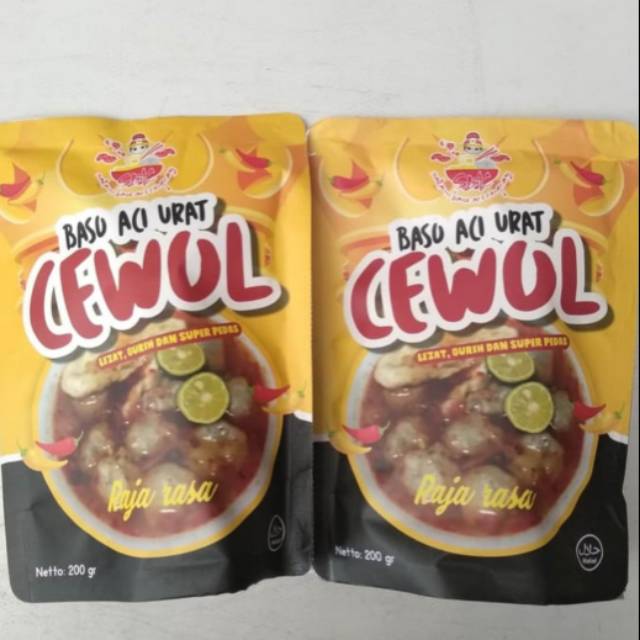 BASO ACI URAT
CEWOL
LEZAT, GURIH DAN SUPER PEDAS
Raja rasa
Netto: 200 gr
BASO ACI URAT
CEWOL
LEZAT, GURIH DAN SUPER PEDAS
Raja rasa
Netto: 200 gr
حلال
Halal